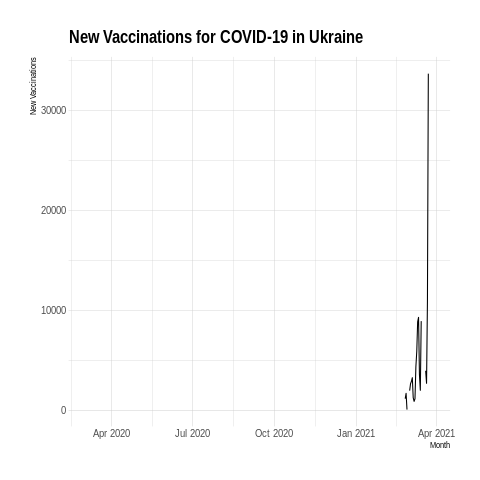 New Vaccinations for COVID-19 in Ukraine
New Vaccinations
30000
20000
10000
0
Apr 2020 Jul 2020 Oct 2020 Jan 2021 Apr 2021
Month